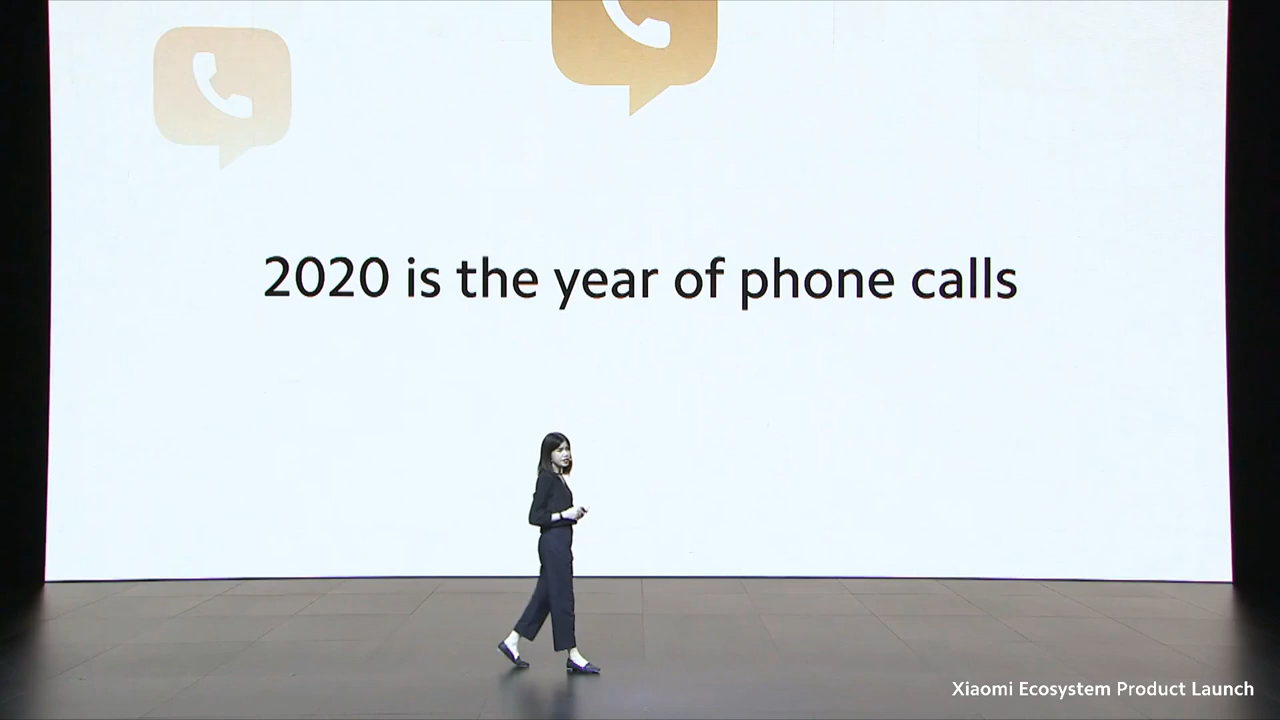 2020 is the year of phone calls
Xiaomi Ecosystem Product Launch